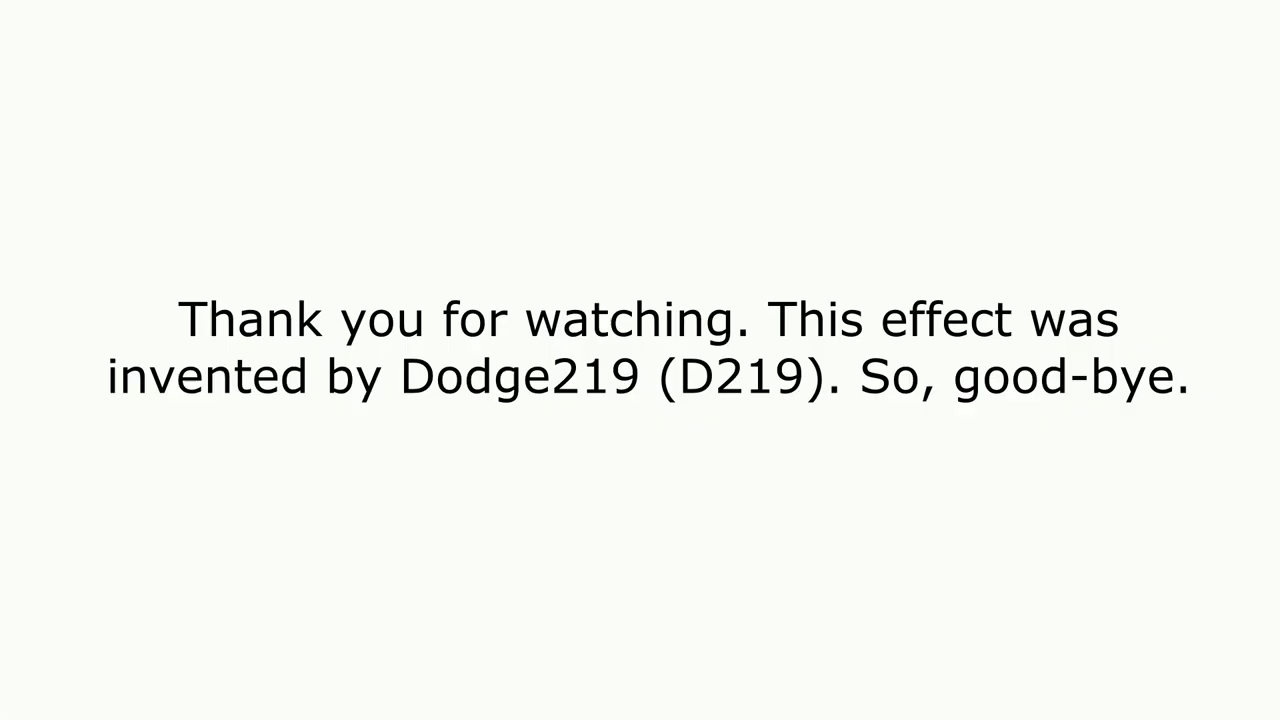 Thank you for watching. This effect was
invented by Dodge219 (D219). So, good-bye.